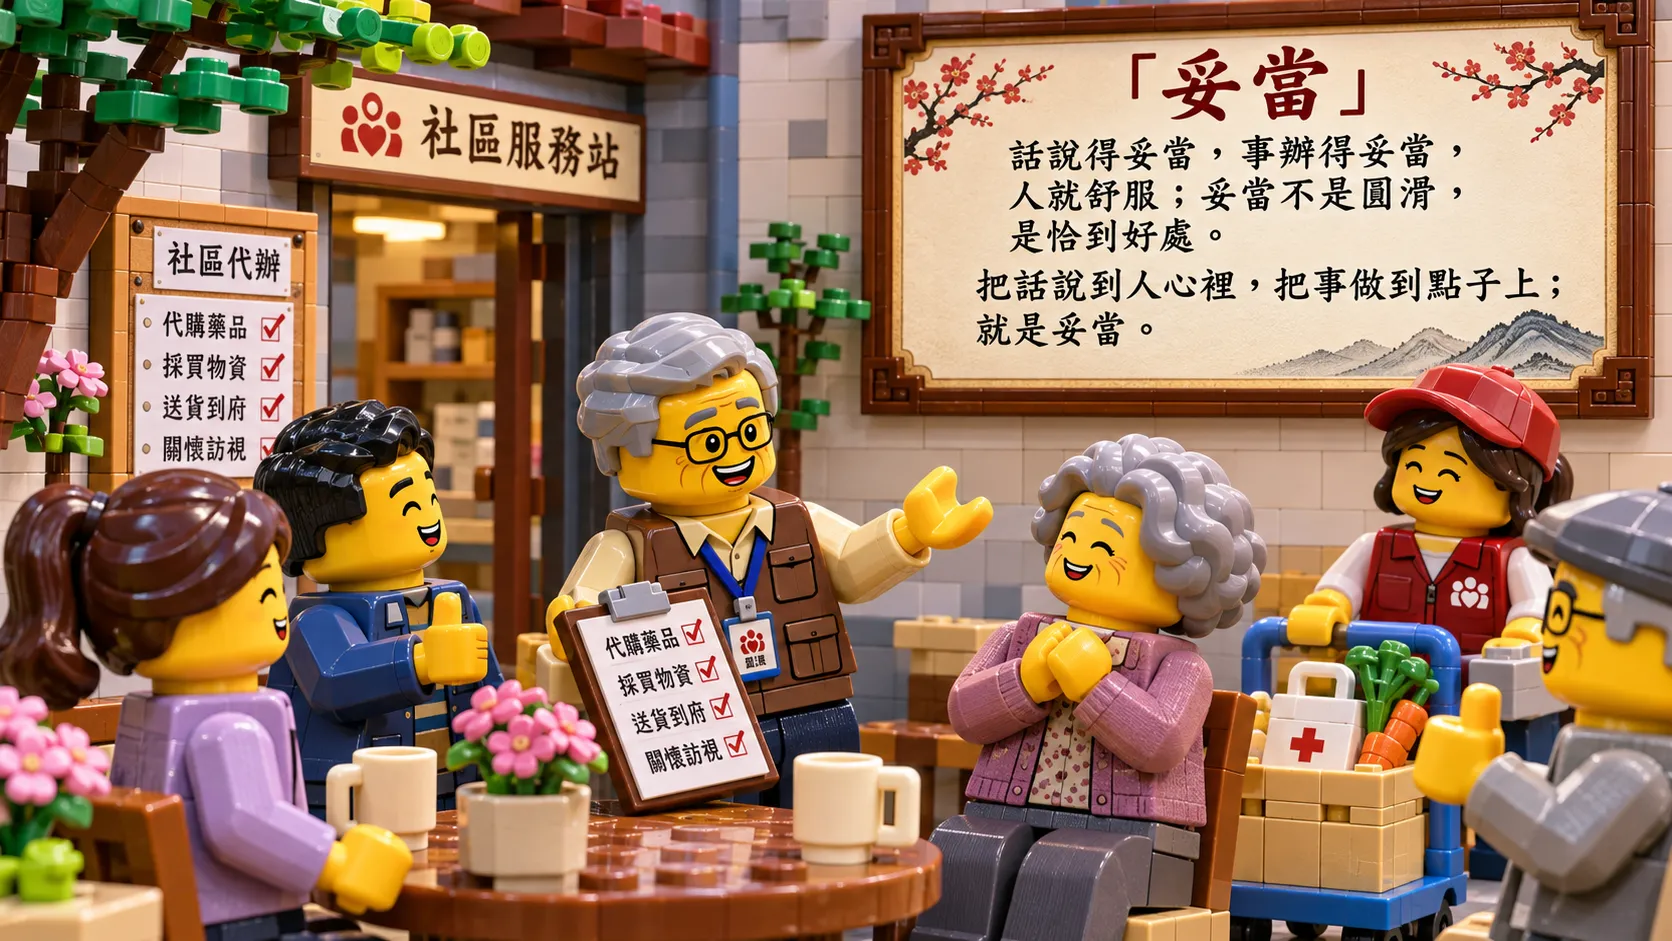 社區服務站
社區代辦
代購藥品
採買物資
送貨到府
關懷訪視
「妥當」
話說得妥當，事辦得妥當，
人就舒服；妥當不是圓滑，
是恰到好處。
把話說到人心裡，把事做到點子上；
就是妥當。
代購藥品
採買物資
送貨到府
關懷訪視